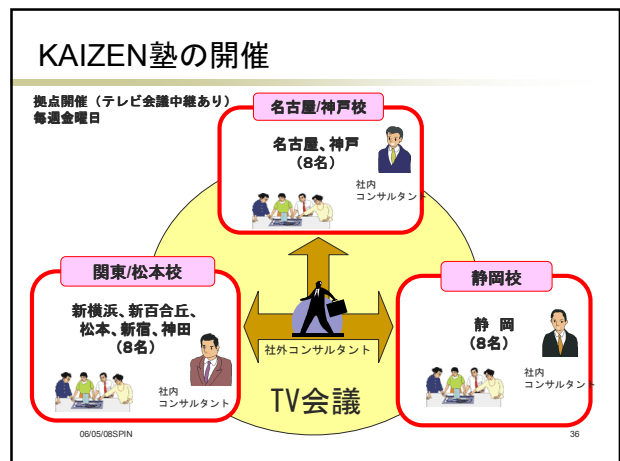 KAIZEN塾の開催
拠点開催（テレビ会議中継あり）
毎週金曜日
名古屋/神戸校
名古屋、神戸
（8名）
社内
コンサルタント
関東/松本校
新横浜、新百合丘、
松本、新宿、神田
（8名）
社内
コンサルタント
社外コンサルタント
TV会議
静岡校
静 岡
（8名）
社内
コンサルタント
06/05/08SPIN
36